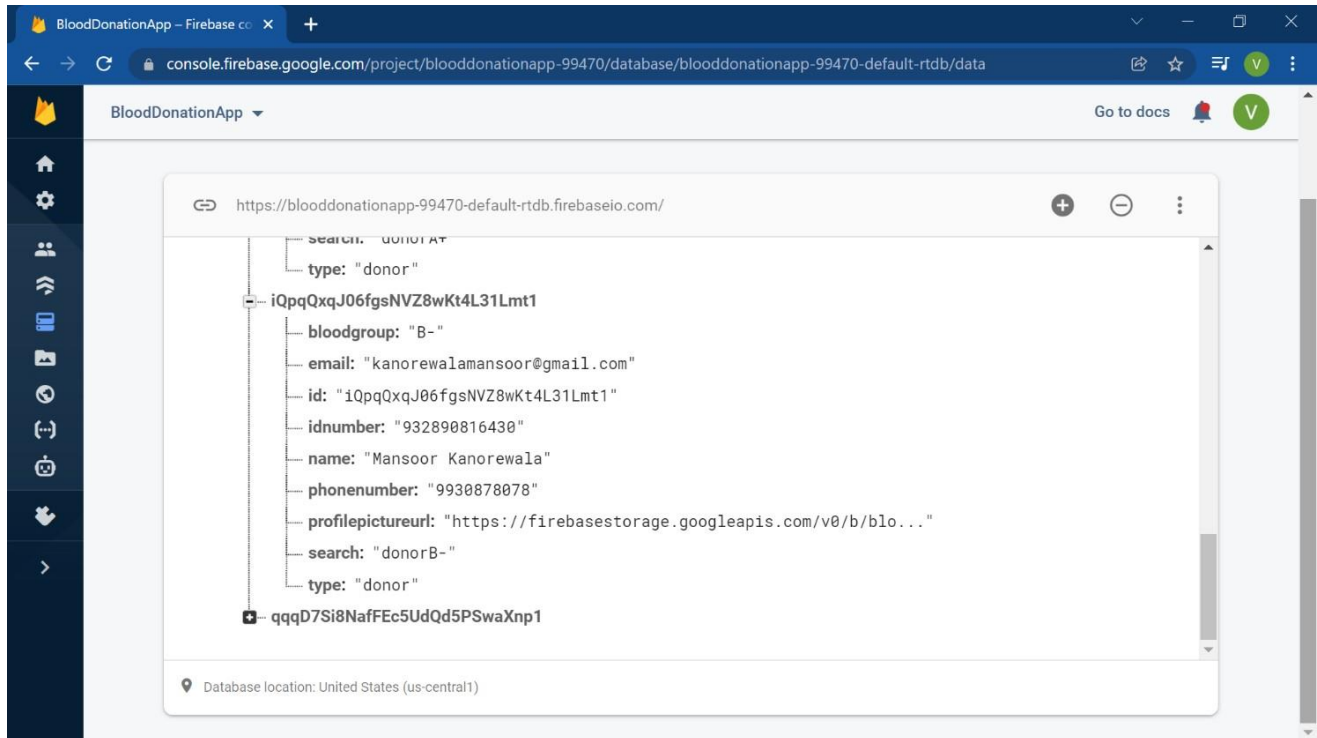 BloodDonationApp – Firebase co
console.firebase.google.com/project/blooddonationapp-99470/database/blooddonationapp-99470-default-rtdb/data
V
BloodDonationApp
Go to docs
V
https://blooddonationapp-99470-default-rtdb.firebaseio.com/
search: "donorA+"
type: "donor"
iQpqQxqJ06fgsNVZ8wKt4L31Lmt1
bloodgroup: "B-"
email: "kanorewalamansoor@gmail.com"
id: "iQpqQxqJ06fgsNVZ8wKt4L31Lmt1"
idnumber: "932890816430"
name: "Mansoor Kanorewala"
phonenumber: "9930878078"
profilepictureurl: "https://firebasestorage.googleapis.com/v0/b/blo..."
search: "donorB-"
type: "donor"
qqqD7Si8NafFEc5UdQd5PSwaXnp1
Database location: United States (us-central1)